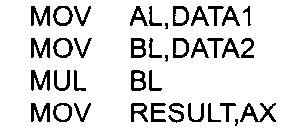 MOV AL,DATA1
MOV BL,DATA2
MUL BL
MOV RESULT,AX